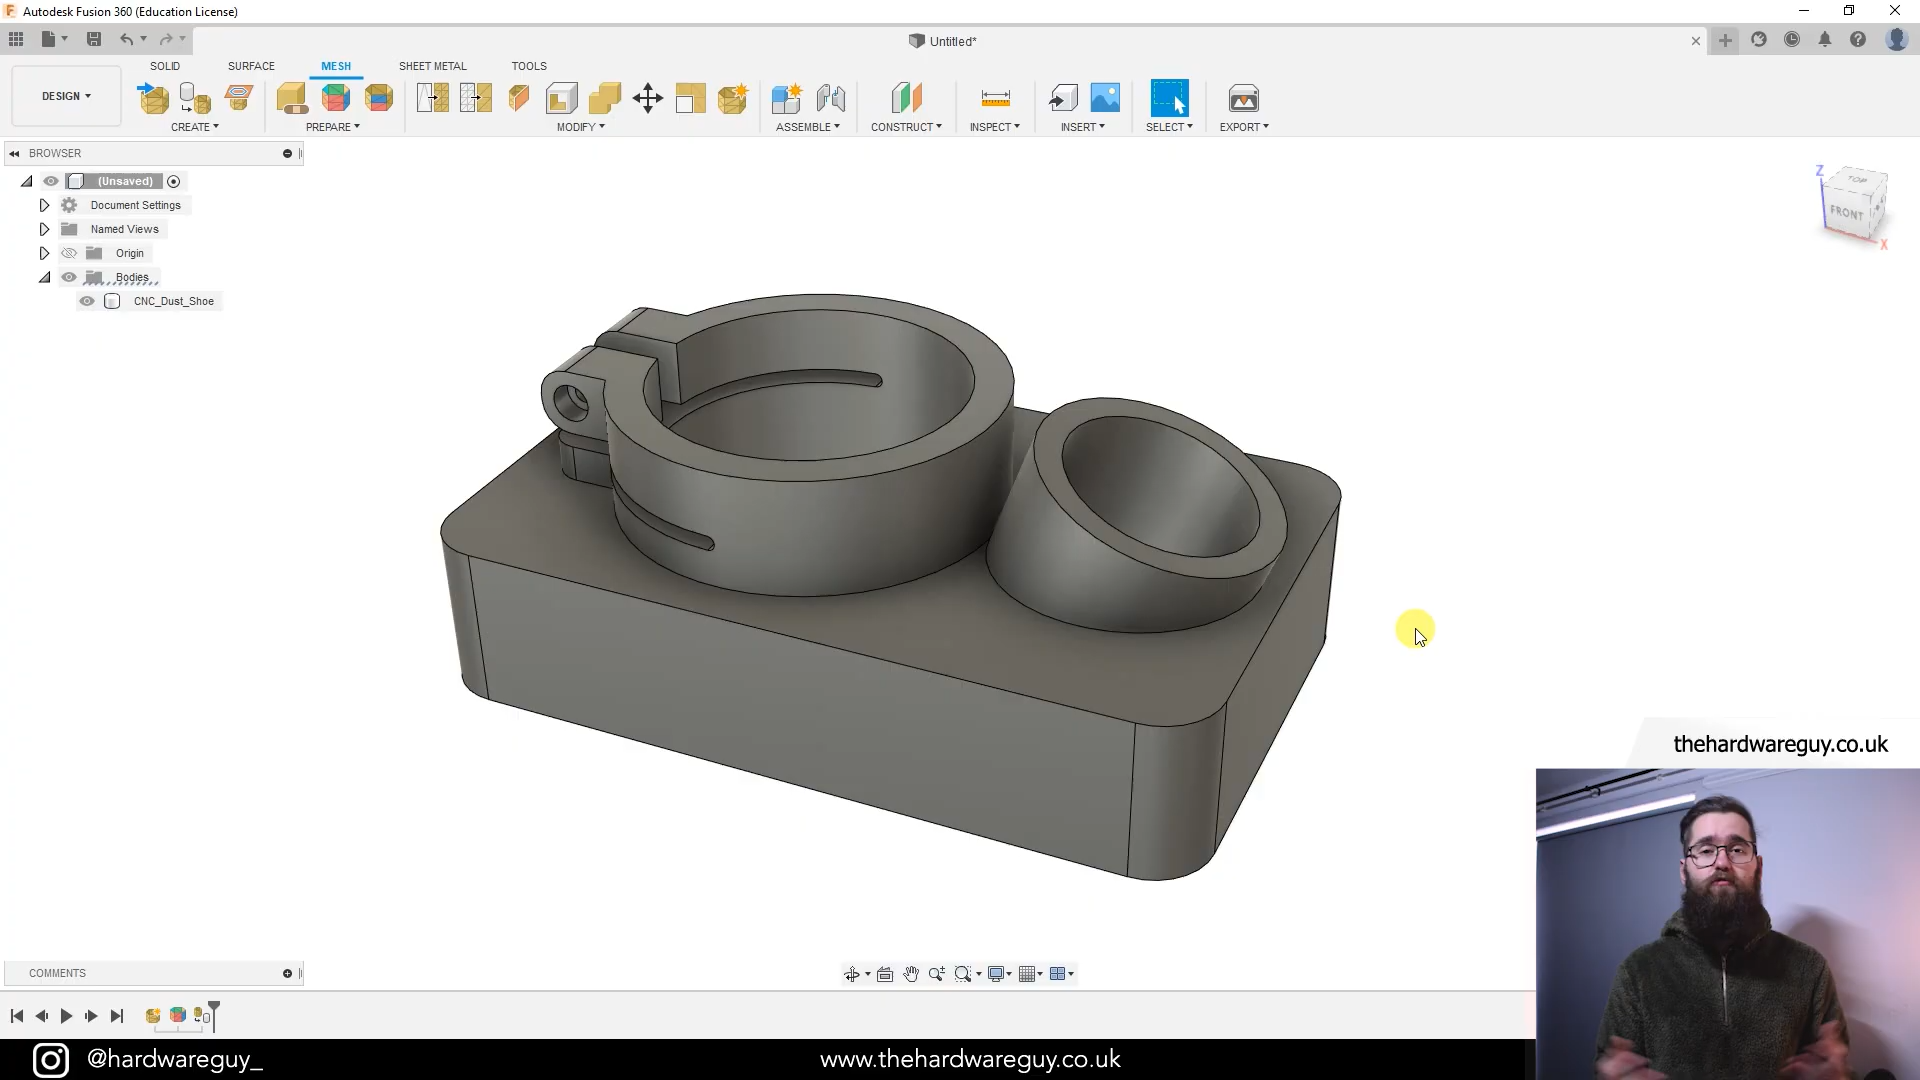 Autodesk Fusion 360 (Education License)
Untitled*
DESIGN
SOLID
SURFACE
MESH
SHEET METAL
TOOLS
CREATE
PREPARE
MODIFY
ASSEMBLE
CONSTRUCT
INSPECT
INSERT
SELECT
EXPORT
BROWSER
(Unsaved)
Document Settings
Named Views
Origin
Bodies
CNC_Dust_Shoe
Z
TOP
FRONT
X
thehardwareguy.co.uk
COMMENTS
@hardwareguy_
www.thehardwareguy.co.uk